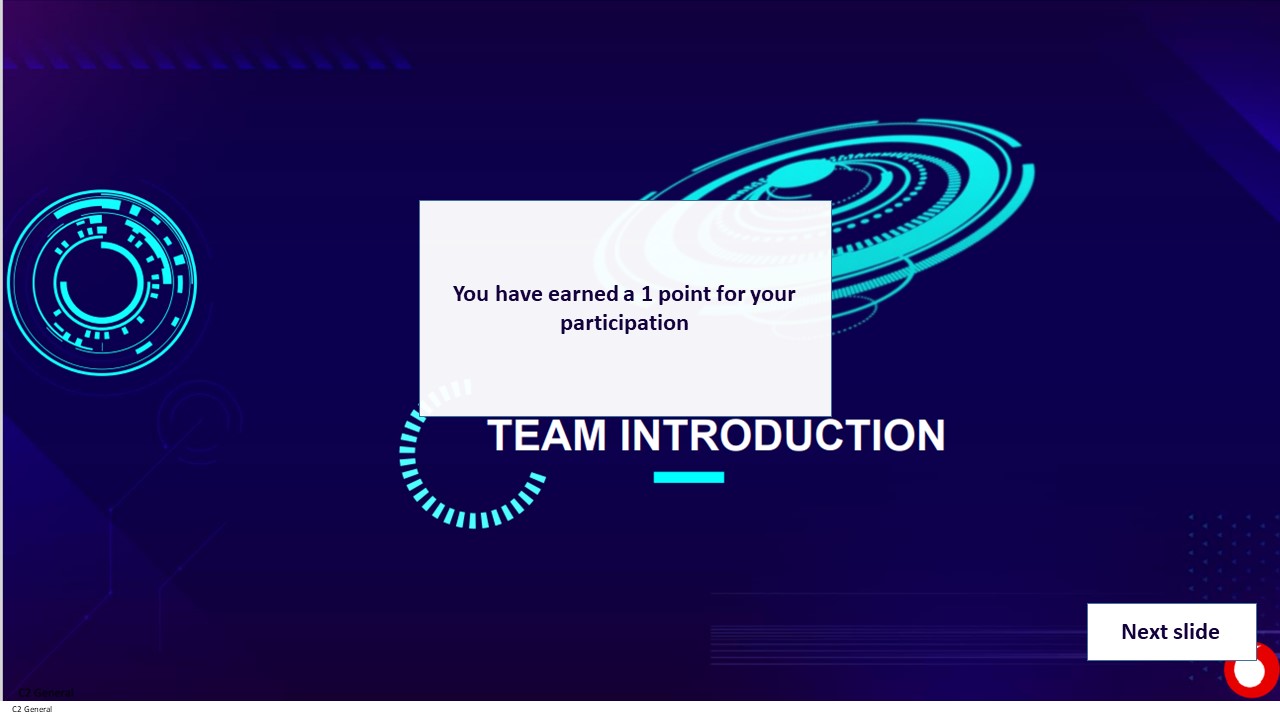 You have earned a 1 point for your
participation
TEAM INTRODUCTION
Next slide
C2 General
C2 General